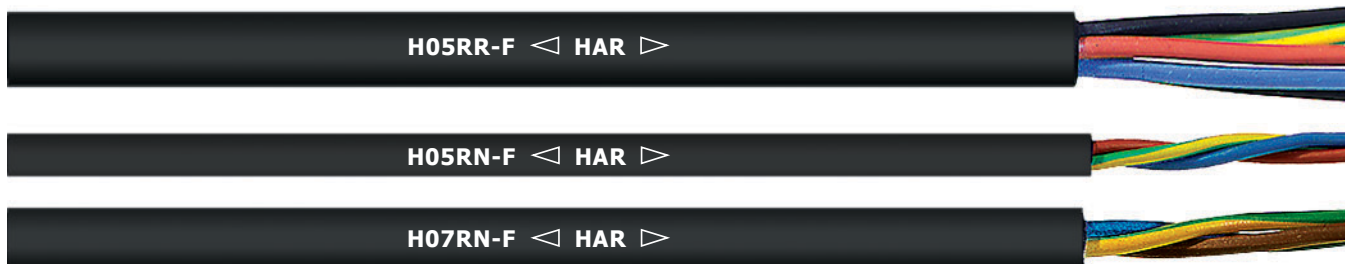 H05RR-F ◁ HAR ▷
H05RN-F ◁ HAR ▷
H07RN-F ◁ HAR ▷